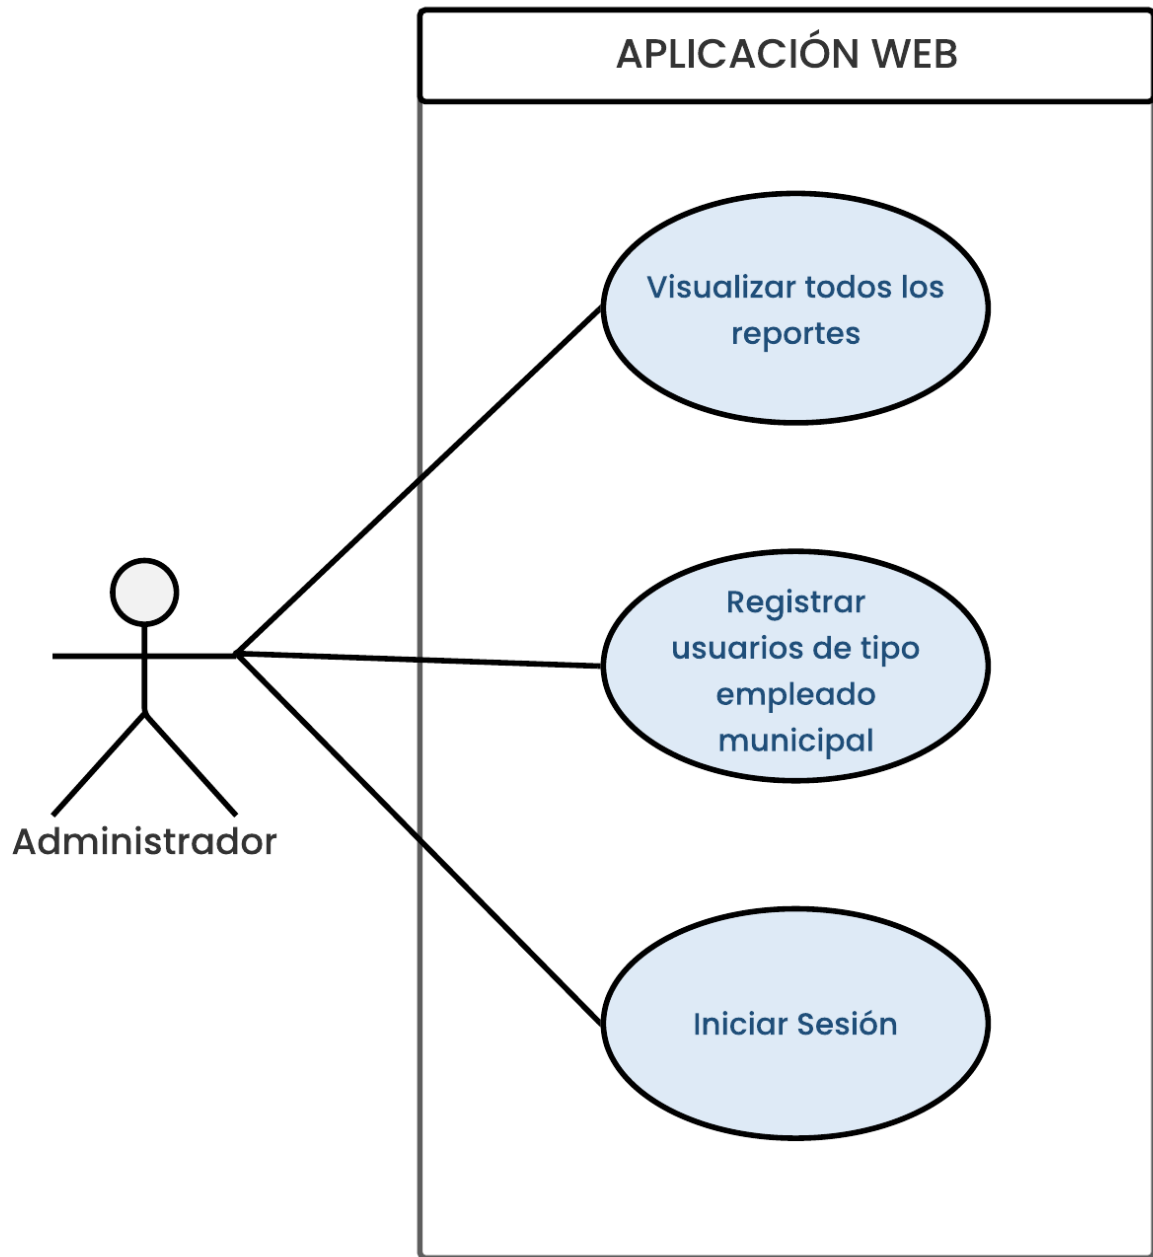 APLICACIÓN WEB
Visualizar todos los
reportes
Registrar
usuarios de tipo
empleado
municipal
Administrador
Iniciar Sesión